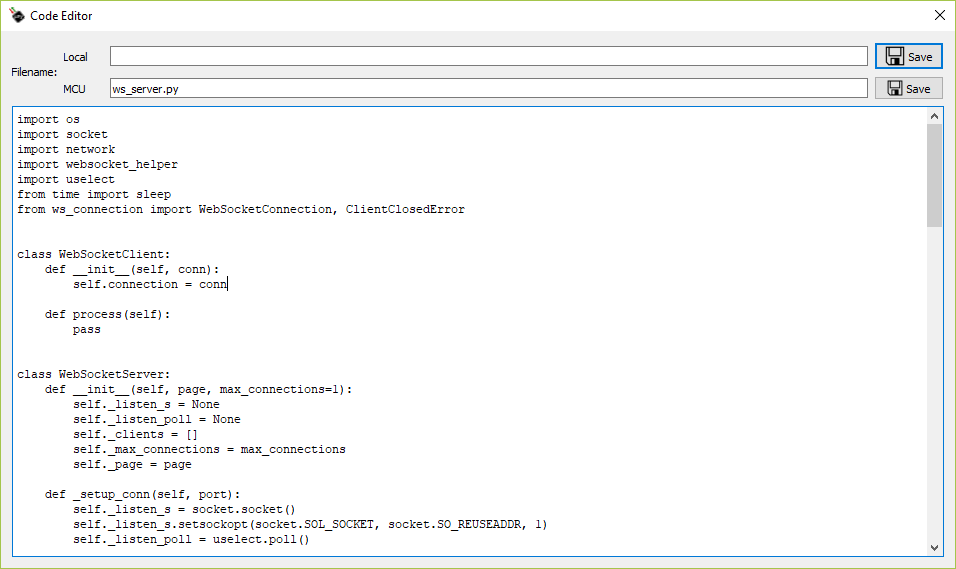 Code Editor
Local
Save
Filename:
MCU
ws_server.py
Save
import os
import socket
import network
import websocket_helper
import uselect
from time import sleep
from ws_connection import WebSocketConnection, ClientClosedError
class WebSocketClient:
    def __init__(self, conn):
        self.connection = conn
    def process(self):
        pass
class WebSocketServer:
    def __init__(self, page, max_connections=1):
        self._listen_s = None
        self._listen_poll = None
        self._clients = []
        self._max_connections = max_connections
        self._page = page
    def _setup_conn(self, port):
        self._listen_s = socket.socket()
        self._listen_s.setsockopt(socket.SOL_SOCKET, socket.SO_REUSEADDR, 1)
        self._listen_poll = uselect.poll()